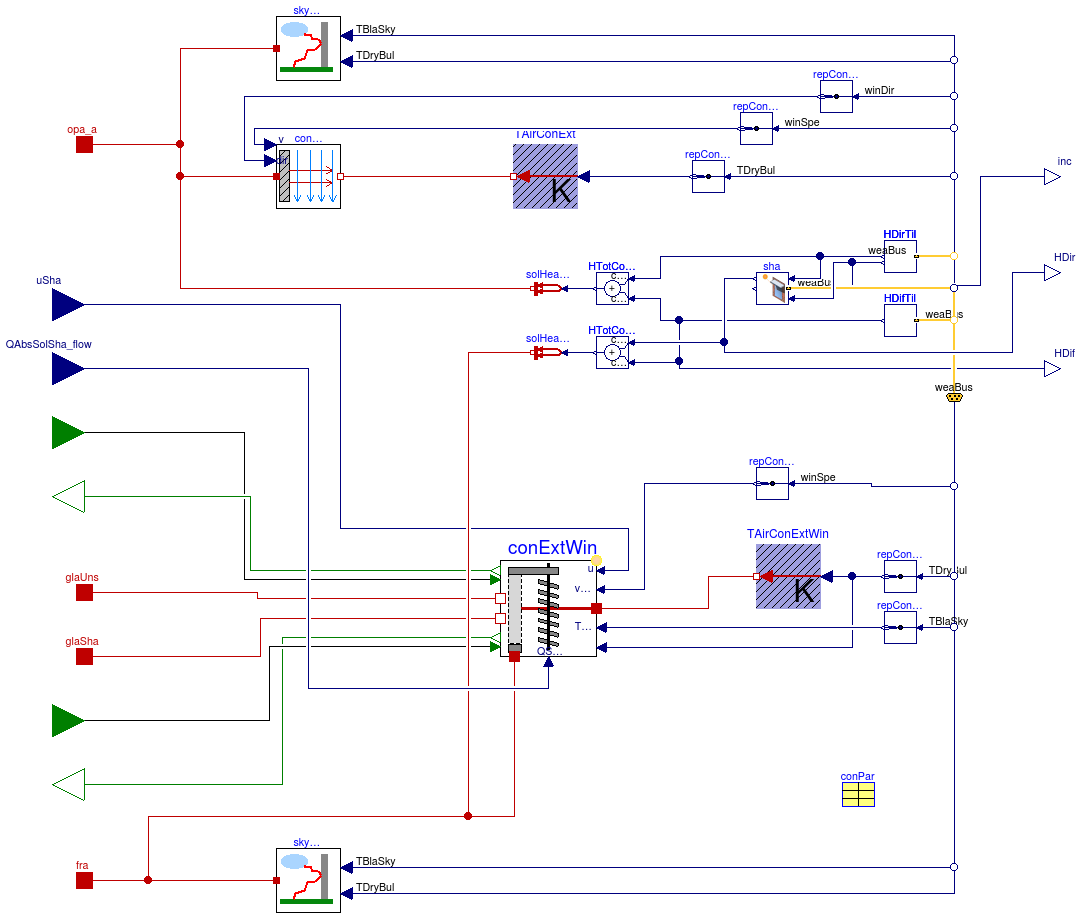 sky...
TBlaSky
TDryBul
repCon...
winDir
repCon...
winSpe
opa_a
v
con...
dir
TAirConExt
K
repCon...
TDryBul
inc
HDirTil
weaBus
HDir
uSha
solHea...
HTotCo...
c...
+
c...
sha
weaBus
HDifTil
weaBus
QAbsSolSha_flow
solHea...
HTotCo...
c...
+
c...
HDif
weaBus
repCon...
winSpe
conExtWin
TAirConExtWin
K
repCon...
TDryBul
u
v...
T...
QS...
glaUns
repCon...
TBlaSky
glaSha
conPar
fra
sky...
TBlaSky
TDryBul